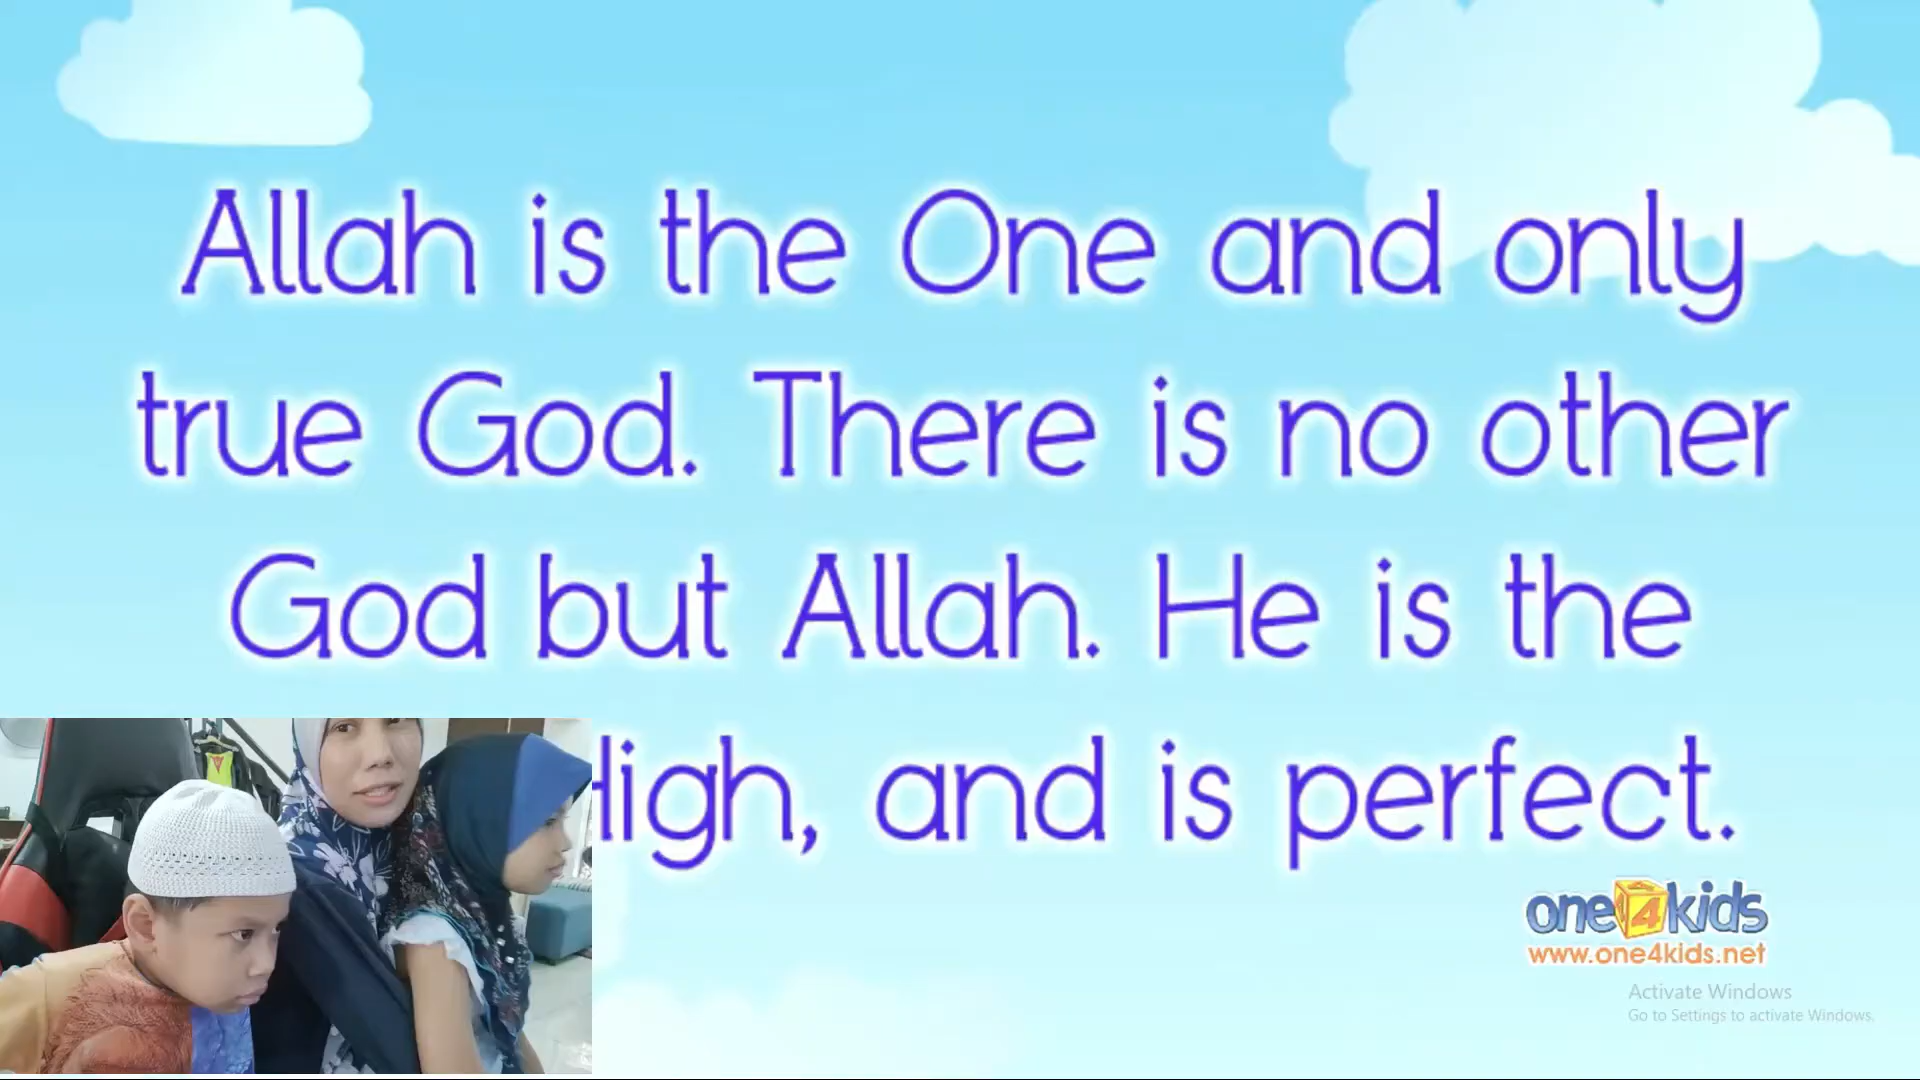 Allah is the One and only
true God. There is no other
God but Allah. He is the
High, and is perfect.
one4kids
www.one4kids.net
Activate Windows
Go to Settings to activate Windows.